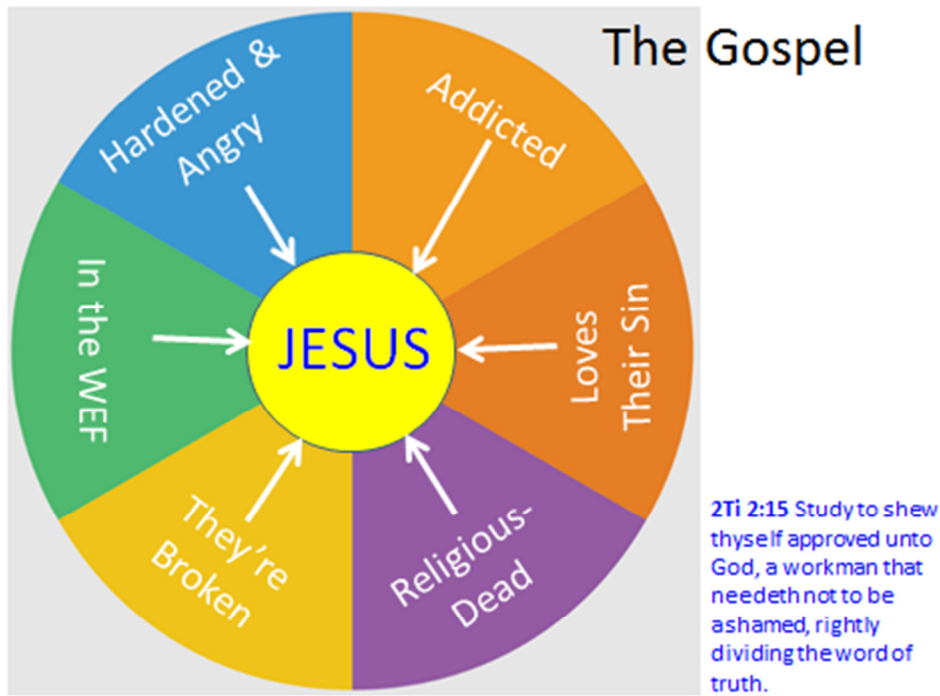 The Gospel
Hardened &
Angry
Addicted
In the WEF
JESUS
Loves
Their Sin
They're
Broken
Religious-
Dead
2Ti 2:15 Study to shew
thyself approved unto
God, a workman that
needeth not to be
ashamed, rightly
dividing the word of
truth.